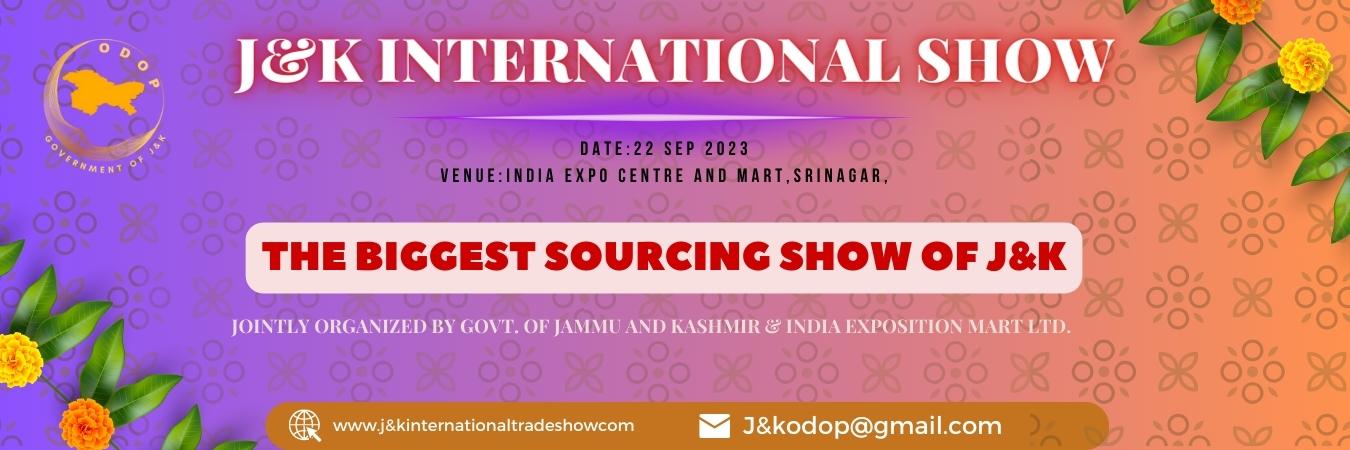 ODOP
GOVERNMENT OF J&K
J&K INTERNATIONAL SHOW
DATE:22 SEP 2023
VENUE:INDIA EXPO CENTRE AND MART,SRINAGAR,
THE BIGGEST SOURCING SHOW OF J&K
JOINTLY ORGANIZED BY GOVT. OF JAMMU AND KASHMIR & INDIA EXPOSITION MART LTD.
www.j&kinternationaltradeshowcom
J&kodop@gmail.com